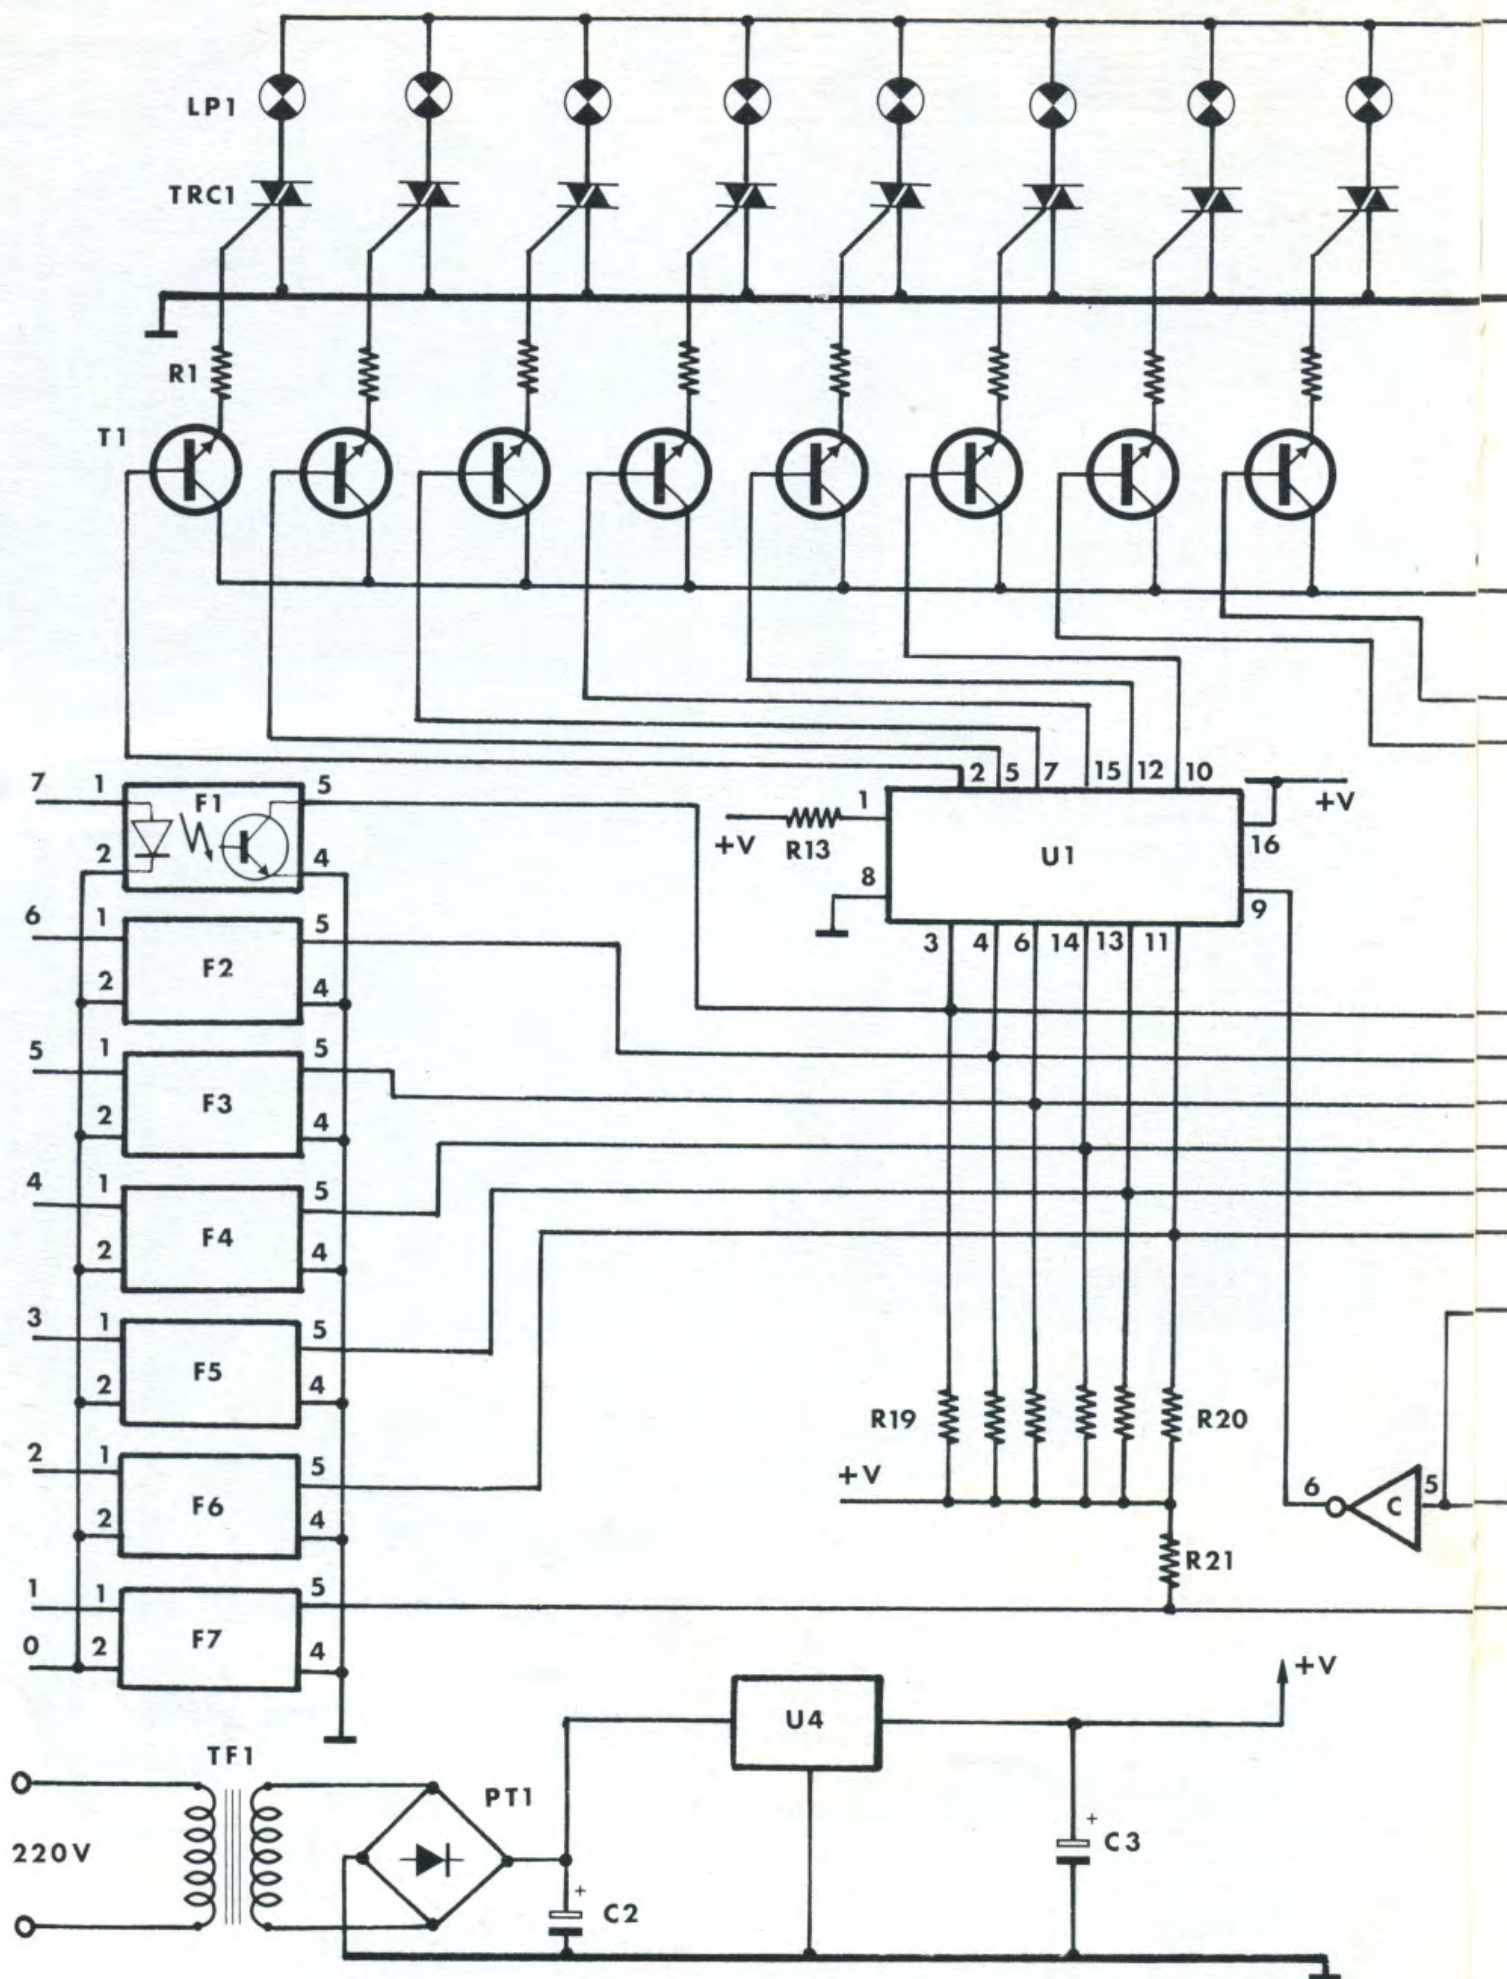 LP1
TRC1
R1
T1
2 5 7 15 12 10
7 1 F1 5
2 4
+V R13 1
U1
16 +V
8
9
3 4 6 14 13 11
6 1 F2 5
2 4
5 1 F3 5
2 4
4 1 F4 5
2 4
3 1 F5 5
2 4
R19 R20
+V
2 1 F6 5
2 4
6 C 5
R21
1 1 F7 5
0 2 4
U4
+V
TF1
PT1
220V
+
C2
+
C3